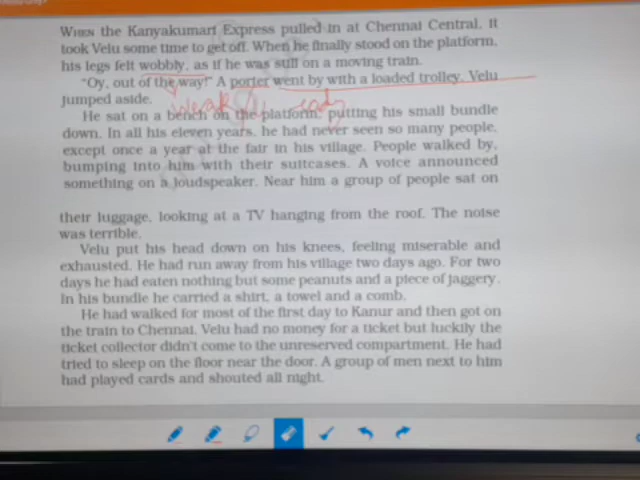 WHEN the Kanyakumari Express pulled in at Chennai Central, it
took Velu some time to get off. When he finally stood on the platform,
his legs felt wobbly, as if he was still on a moving train.
"Oy, out of the way!" A porter went by with a loaded trolley. Velu
jumped aside.
weak
He sat on a bench on the platform, putting his small bundle
down. In all his eleven years, he had never seen so many people,
except once a year at the fair in his village. People walked by,
bumping into him with their suitcases. A voice announced
something on a loudspeaker. Near him a group of people sat on
their luggage, looking at a TV hanging from the roof. The noise
was terrible.
Velu put his head down on his knees, feeling miserable and
exhausted. He had run away from his village two days ago. For two
days he had eaten nothing but some peanuts and a piece of jaggery.
In his bundle he carried a shirt, a towel and a comb.
He had walked for most of the first day to Kanur and then got on
the train to Chennai. Velu had no money for a ticket but luckily the
ticket collector didn't come to the unreserved compartment. He had
tried to sleep on the floor near the door. A group of men next to him
had played cards and shouted all night.